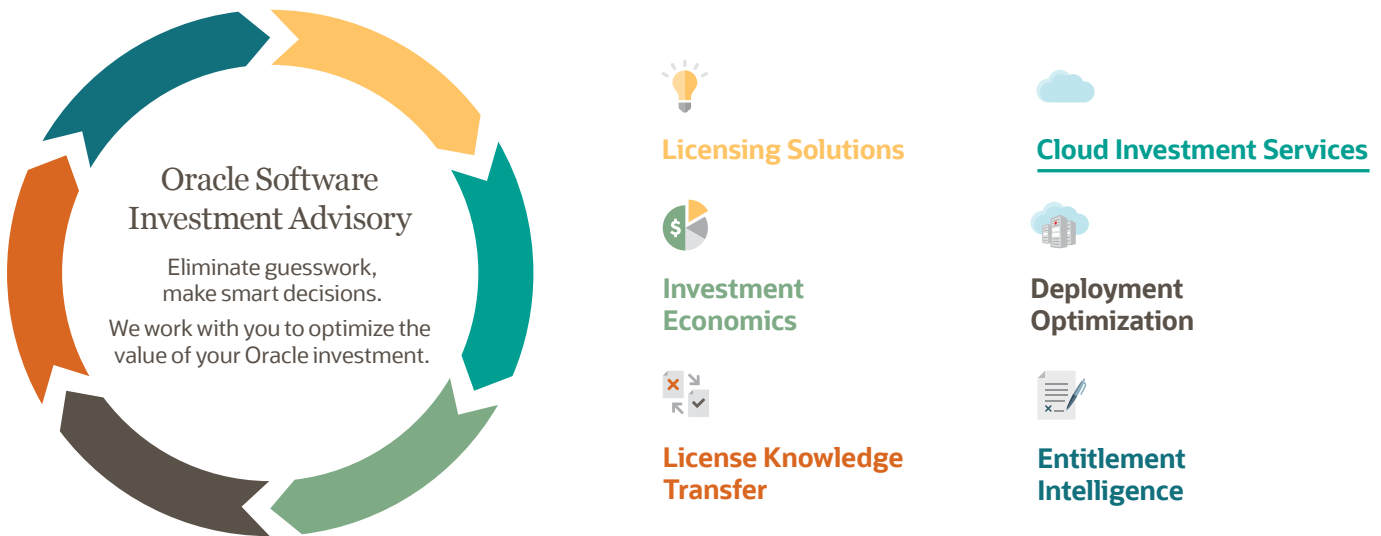 Oracle Software
Investment Advisory
Eliminate guesswork,
make smart decisions.
We work with you to optimize the
value of your Oracle investment.
Licensing Solutions
Cloud Investment Services
$
Investment
Economics
Deployment
Optimization
License Knowledge
Transfer
Entitlement
Intelligence